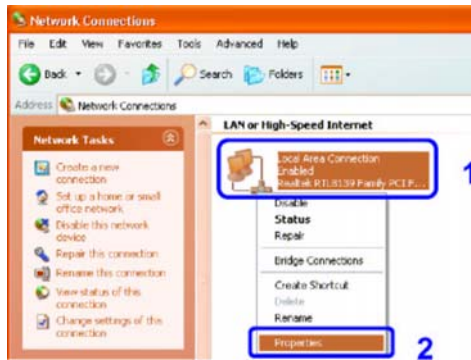 Network Connections
File Edit View Favorites Tools Advanced Help
Back Search Folders
Address Network Connections
Network Tasks
Create a new
connection
Set up a home or small
office network
Disable this network
device
Repair this connection
Rename this connection
View status of this
connection
Change settings of this
connection
LAN or High-Speed Internet
Local Area Connection
Enabled
Realtek RTL8139 Family PCI F...
1
Disable
Status
Repair
Bridge Connections
Create Shortcut
Delete
Rename
Properties
2